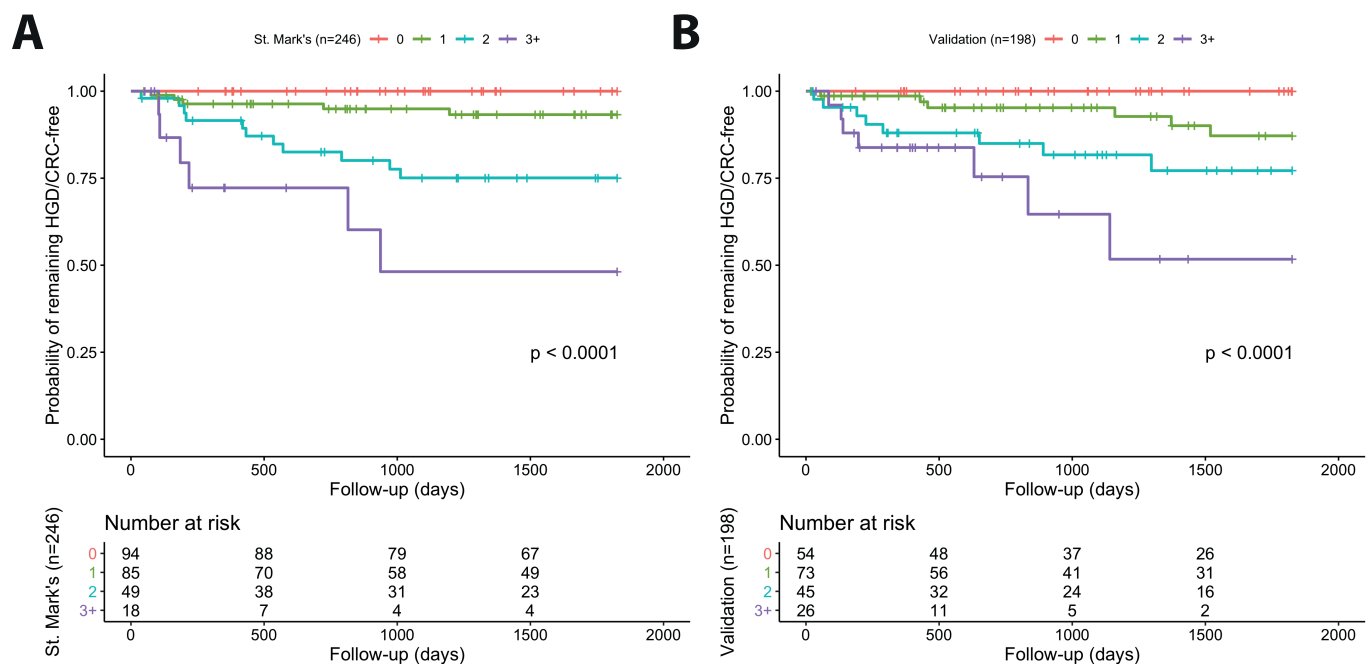 A
St. Mark's (n=246) 0 1 2 3+
Probability of remaining HGD/CRC-free
1.00
0.75
0.50
0.25
0.00
p < 0.0001
0 500 1000 1500 2000
Follow-up (days)
Number at risk
St. Mark's (n=246)
0 94 88 79 67
1 85 70 58 49
2 49 38 31 23
3+ 18 7 4 4
0 500 1000 1500 2000
Follow-up (days)
B
Validation (n=198) 0 1 2 3+
Probability of remaining HGD/CRC-free
1.00
0.75
0.50
0.25
0.00
p < 0.0001
0 500 1000 1500 2000
Follow-up (days)
Number at risk
Validation (n=198)
0 54 48 37 26
1 73 56 41 31
2 45 32 24 16
3+ 26 11 5 2
0 500 1000 1500 2000
Follow-up (days)